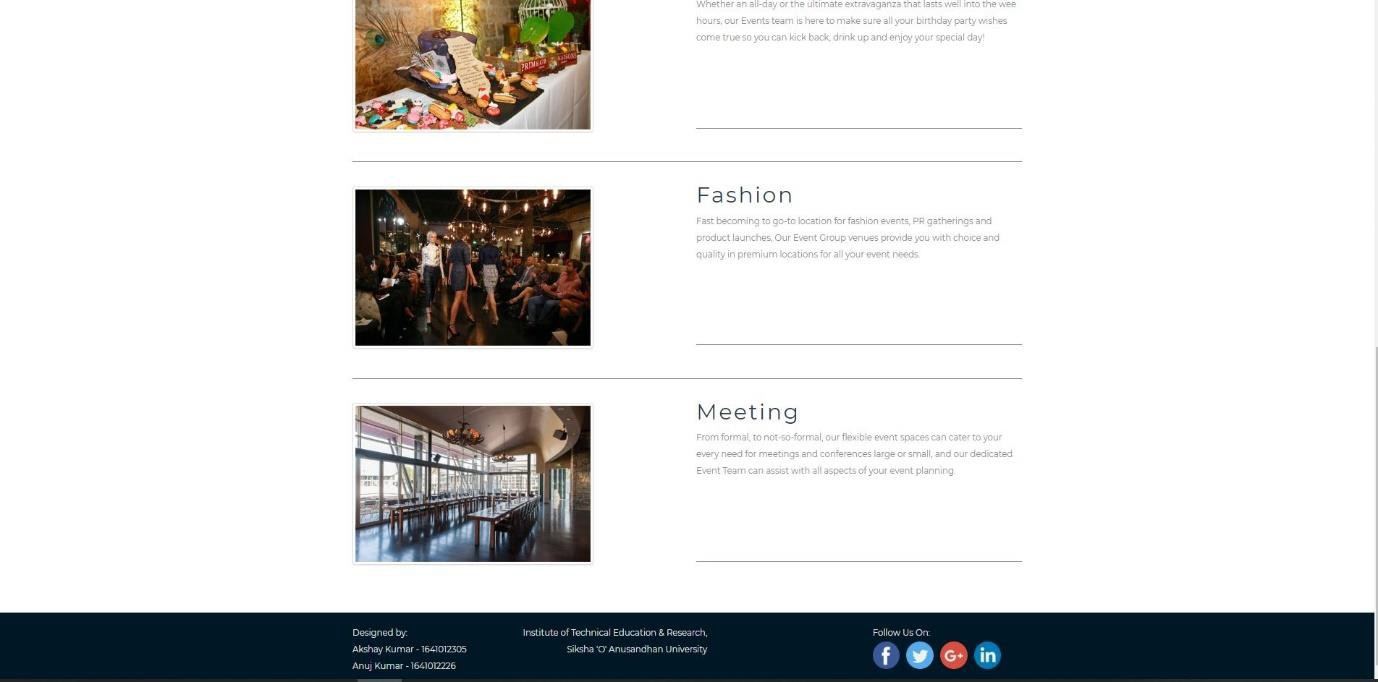 Whether an all-day or the ultimate extravaganza that lasts well into the wee
hours, our Events team is here to make sure all your birthday party wishes
come true so you can kick back, drink up and enjoy your special day!
Fashion
Fast becoming to go-to location for fashion events, PR gatherings and
product launches, Our Event Group venues provide you with choice and
quality in premium locations for all your event needs.
Meeting
From formal, to not-so-formal, our flexible event spaces can cater to your
every need for meetings and conferences large or small, and our dedicated
Event Team can assist with all aspects of your event planning.
Designed by:
Akshay Kumar - 1641012305
Anuj Kumar - 1641012226
Institute of Technical Education & Research,
Siksha 'O' Anusandhan University
Follow Us On:
f
G+
in